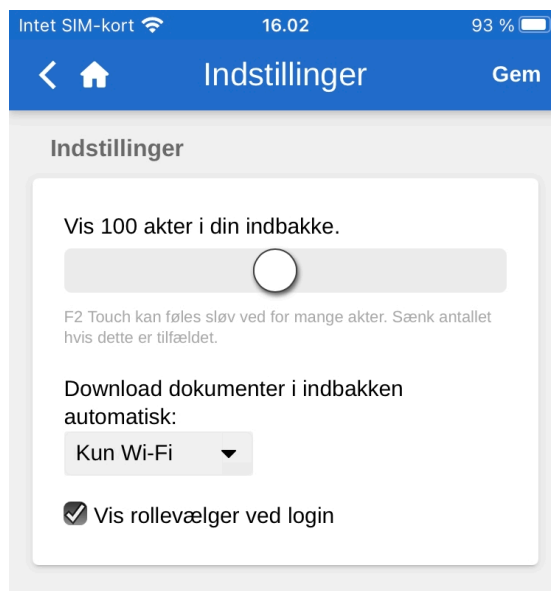 Intet SIM-kort 16.02 93 %
Indstillinger Gem
Indstillinger
Vis 100 akter i din indbakke.
F2 Touch kan føles sløv ved for mange akter. Sænk antallet
hvis dette er tilfældet.
Download dokumenter i indbakken
automatisk:
Kun Wi-Fi
Vis rollevælger ved login